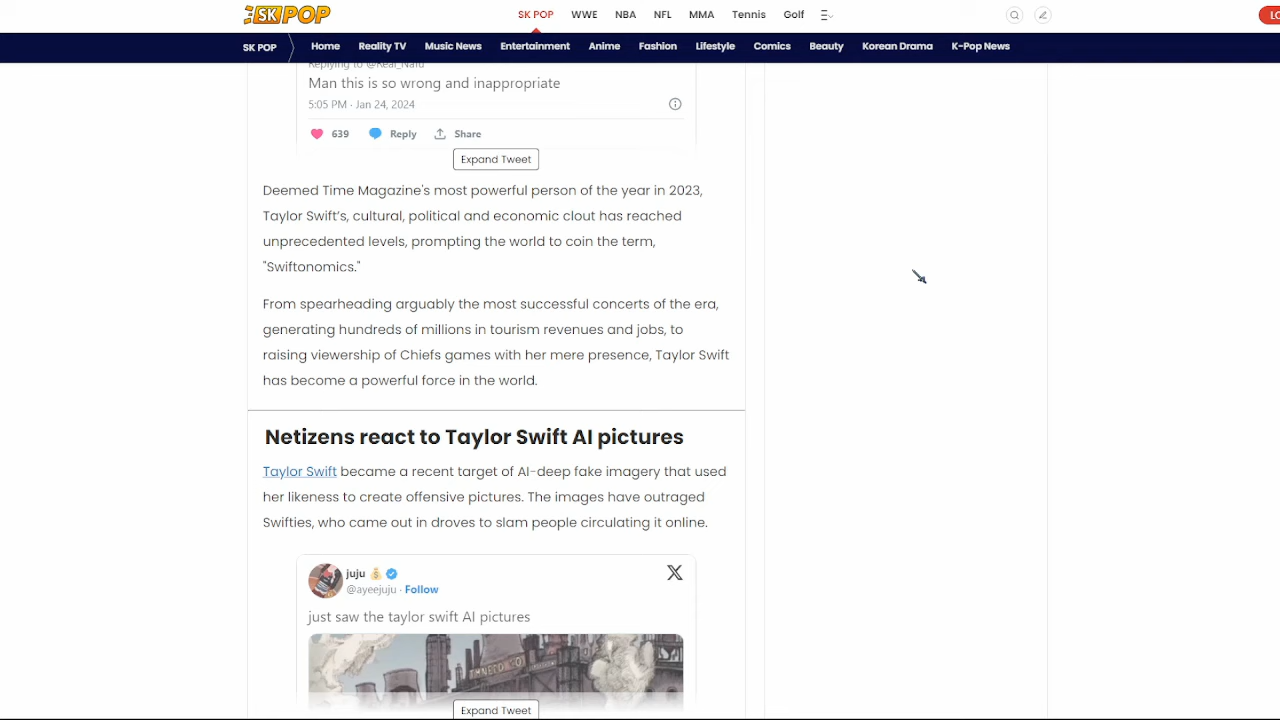 SK POP
SK POP WWE NBA NFL MMA Tennis Golf
LO
SK POP Home Reality TV Music News Entertainment Anime Fashion Lifestyle Comics Beauty Korean Drama K-Pop News
Replying to @Real_Nafu
Man this is so wrong and inappropriate
5:05 PM · Jan 24, 2024
639 Reply Share
Expand Tweet
Deemed Time Magazine's most powerful person of the year in 2023,
Taylor Swift's, cultural, political and economic clout has reached
unprecedented levels, prompting the world to coin the term,
"Swiftonomics."
From spearheading arguably the most successful concerts of the era,
generating hundreds of millions in tourism revenues and jobs, to
raising viewership of Chiefs games with her mere presence, Taylor Swift
has become a powerful force in the world.
Netizens react to Taylor Swift AI pictures
Taylor Swift became a recent target of AI-deep fake imagery that used
her likeness to create offensive pictures. The images have outraged
Swifties, who came out in droves to slam people circulating it online.
juju
@ayeejuju · Follow
just saw the taylor swift AI pictures
Expand Tweet